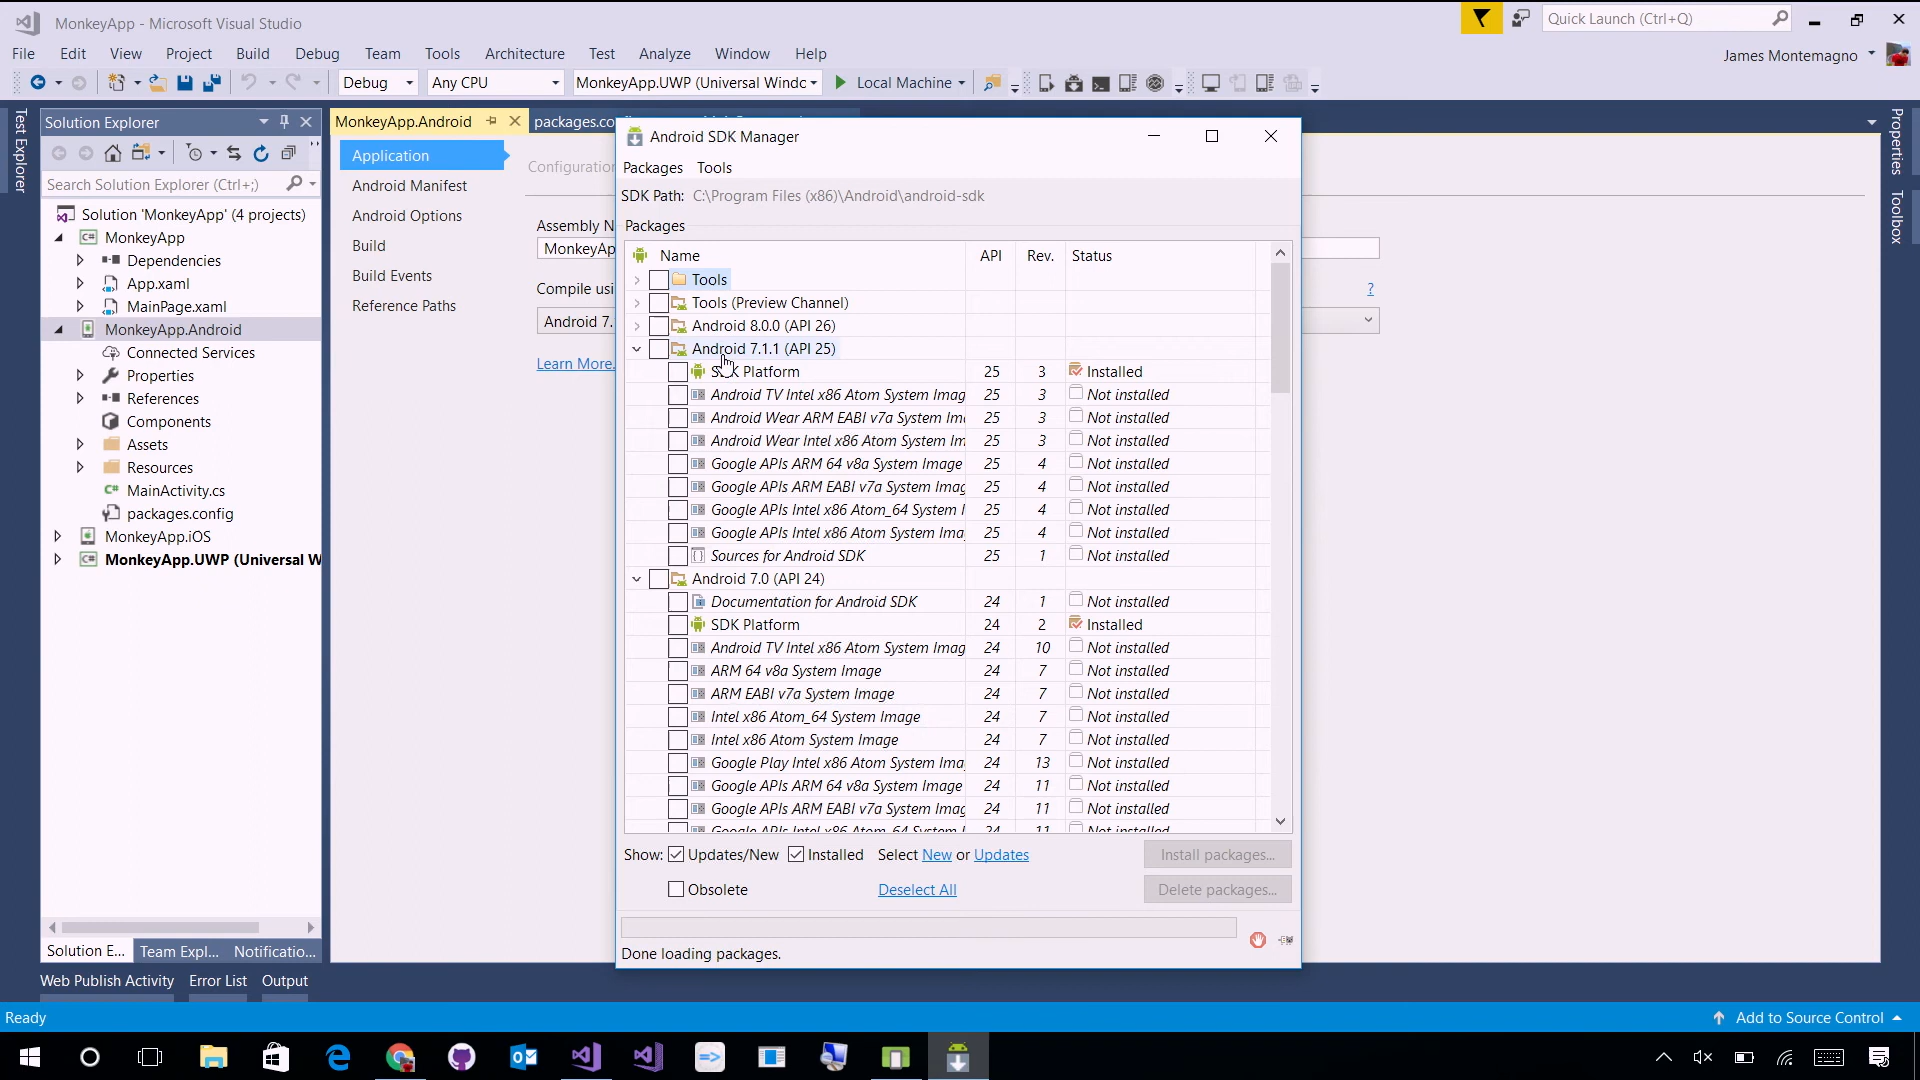 MonkeyApp - Microsoft Visual Studio
Quick Launch (Ctrl+Q)
File Edit View Project Build Debug Team Tools Architecture Test Analyze Window Help
James Montemagno
Debug Any CPU MonkeyApp.UWP (Universal Windc Local Machine
Test Explorer
Solution Explorer
Search Solution Explorer (Ctrl+;)
Solution 'MonkeyApp' (4 projects)
MonkeyApp
Dependencies
App.xaml
MainPage.xaml
MonkeyApp.Android
Connected Services
Properties
References
Components
Assets
Resources
MainActivity.cs
packages.config
MonkeyApp.iOS
MonkeyApp.UWP (Universal W
Solution E... Team Expl... Notificatio...
MonkeyApp.Android packages.co
Application
Android Manifest
Android Options
Build
Build Events
Reference Paths
Configuration
Assembly N
MonkeyAp
Compile usi
?
Android 7.
Learn More.
Android SDK Manager
Packages Tools
SDK Path: C:\Program Files (x86)\Android\android-sdk
Packages
Name API Rev. Status
Tools
Tools (Preview Channel)
Android 8.0.0 (API 26)
Android 7.1.1 (API 25)
SDK Platform 25 3 Installed
Android TV Intel x86 Atom System Imag 25 3 Not installed
Android Wear ARM EABI v7a System Im 25 3 Not installed
Android Wear Intel x86 Atom System Im 25 3 Not installed
Google APIs ARM 64 v8a System Image 25 4 Not installed
Google APIs ARM EABI v7a System Imag 25 4 Not installed
Google APIs Intel x86 Atom_64 System I 25 4 Not installed
Google APIs Intel x86 Atom System Ima 25 4 Not installed
Sources for Android SDK 25 1 Not installed
Android 7.0 (API 24)
Documentation for Android SDK 24 1 Not installed
SDK Platform 24 2 Installed
Android TV Intel x86 Atom System Imag 24 10 Not installed
ARM 64 v8a System Image 24 7 Not installed
ARM EABI v7a System Image 24 7 Not installed
Intel x86 Atom_64 System Image 24 7 Not installed
Intel x86 Atom System Image 24 7 Not installed
Google Play Intel x86 Atom System Ima 24 13 Not installed
Google APIs ARM 64 v8a System Image 24 11 Not installed
Google APIs ARM EABI v7a System Imag 24 11 Not installed
Google APIs Intel x86 Atom_64 System I 24 11 Not installed
Show: Updates/New Installed Select New or Updates Install packages...
Obsolete Deselect All Delete packages...
Done loading packages.
Properties
Toolbox
Web Publish Activity Error List Output
Ready
Add to Source Control